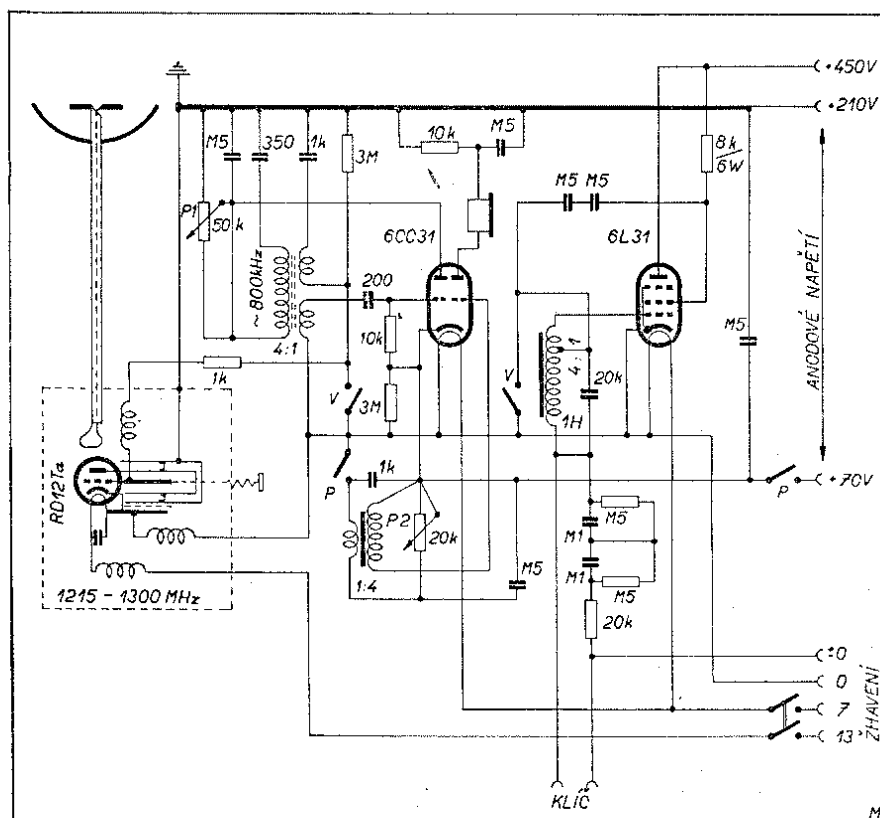 +450V
+210V
10k
M5
M5
350
1k
3M
8k
6W
M5 M5
P1
50k
6CC31
6L31
ANODOVÉ NAPĚTÍ
~800kHz
200
10k
4:1
M5
4:1
20k
1k
V
3M
V
1H
P
1k
P
+70V
RD12Ta
P2
20k
M5
M1
1:4
M5
M1
M5
1215 - 1300 MHz
20k
±0
0
7
13
ŽHAVENÍ
KLÍČ
M